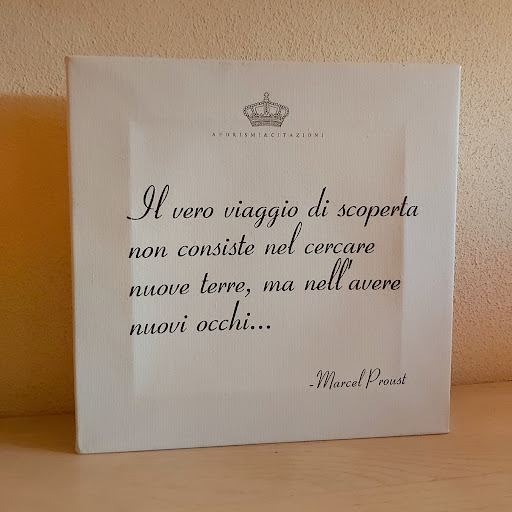 AFORISMI&CITAZIONI
Il vero viaggio di scoperta
non consiste nel cercare
nuove terre, ma nell'avere
nuovi occhi...
-Marcel Proust